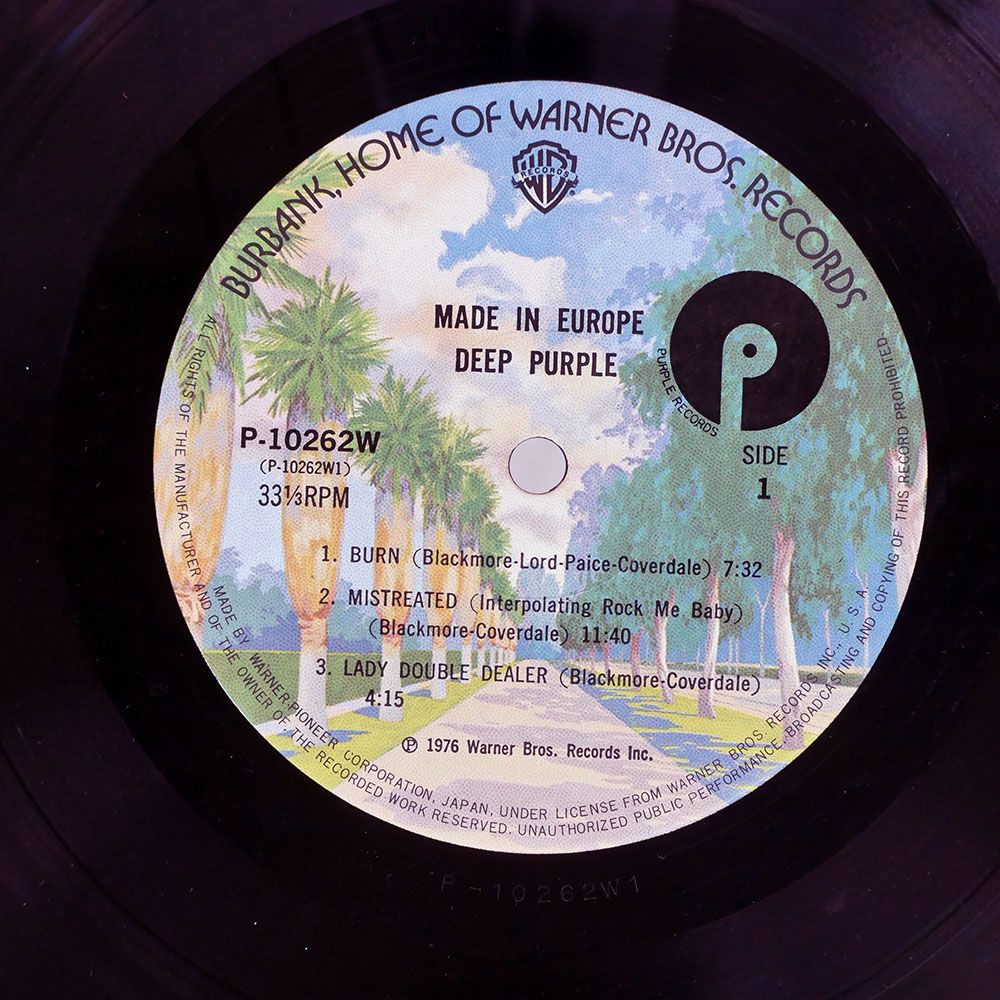 BURBANK, HOME OF WARNER BROS. RECORDS
WB
RECORDS
®
MADE IN EUROPE
DEEP PURPLE
PURPLE RECORDS
P-10262W
(P-10262W1)
33⅓RPM
SIDE
1
1. BURN (Blackmore-Lord-Paice-Coverdale) 7:32
2. MISTREATED (Interpolating Rock Me Baby)
(Blackmore-Coverdale) 11:40
3. LADY DOUBLE DEALER (Blackmore-Coverdale)
4:15
℗ 1976 Warner Bros. Records Inc.
MADE BY WARNER-PIONEER CORPORATION, JAPAN, UNDER LICENSE FROM WARNER BROS. RECORDS INC., U.S.A.
ALL RIGHTS OF THE MANUFACTURER AND OF THE OWNER OF THE RECORDED WORK RESERVED. UNAUTHORIZED PUBLIC PERFORMANCE, BROADCASTING AND COPYING OF THIS RECORD PROHIBITED
P-10262W1